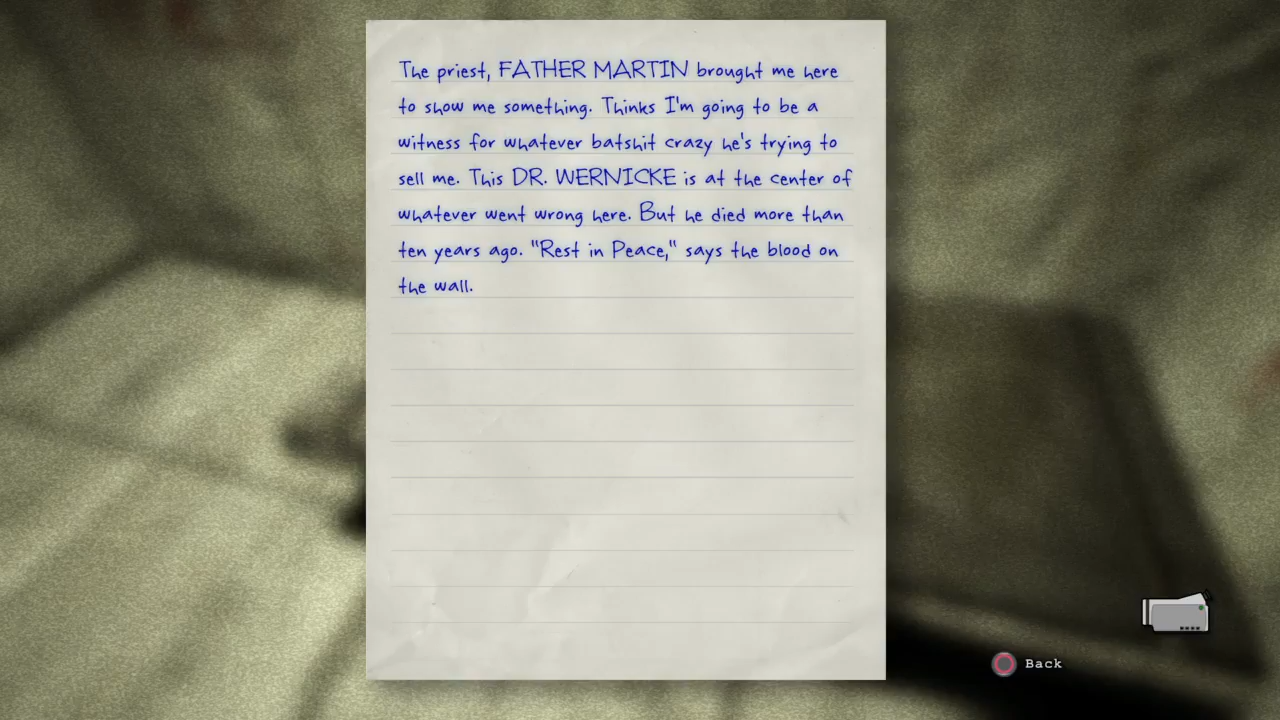 The priest, FATHER MARTIN brought me here
to show me something. Thinks I'm going to be a
witness for whatever batshit crazy he's trying to
sell me. This DR. WERNICKE is at the center of
whatever went wrong here. But he died more than
ten years ago. "Rest in Peace," says the blood on
the wall.
Back